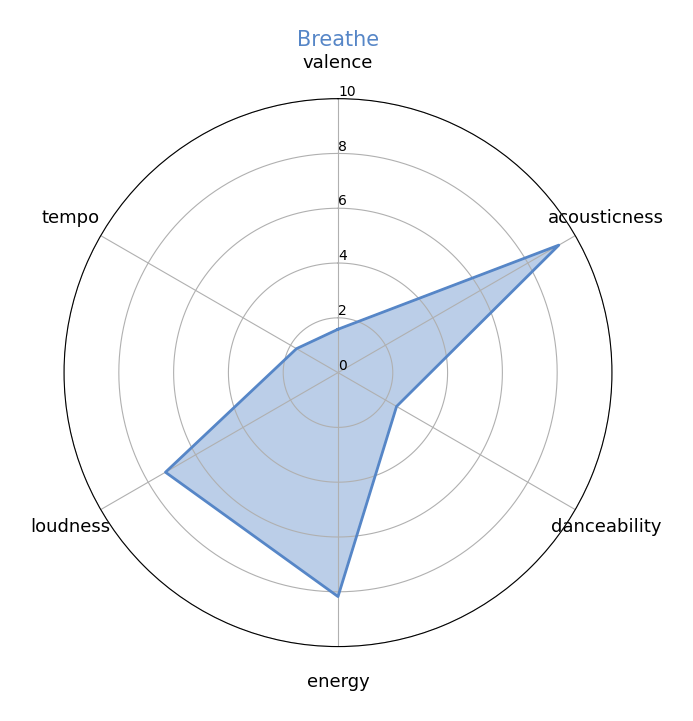 Breathe
valence
10
8
acousticness
tempo
6
4
2
0
loudness
danceability
energy